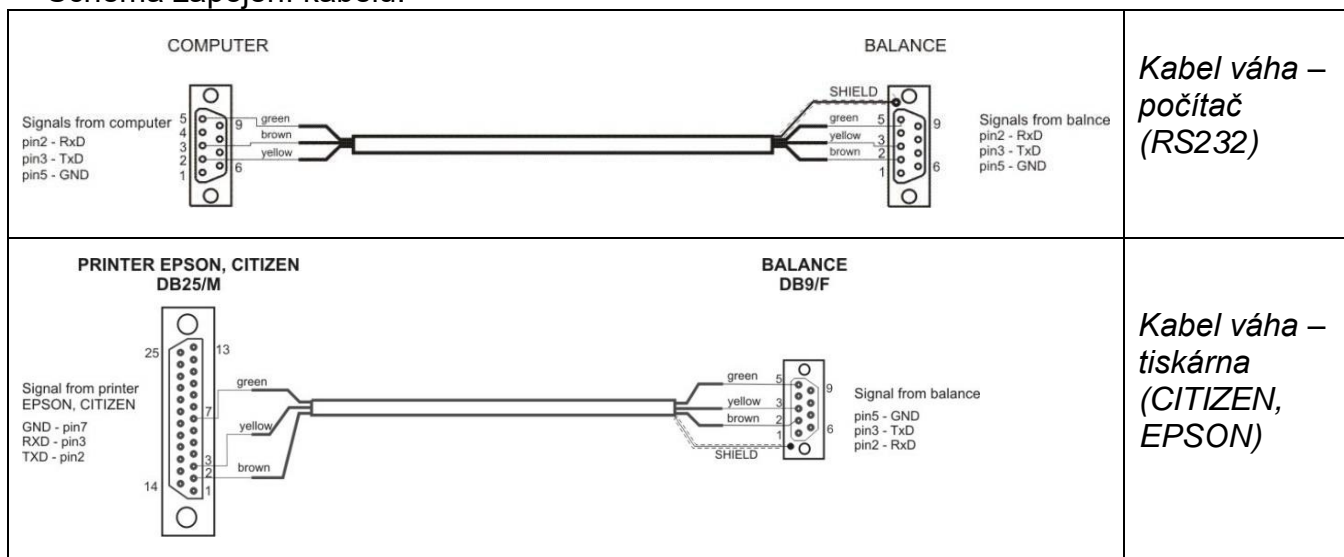 COMPUTER
BALANCE
SHIELD
Signals from computer
pin2 - RxD
pin3 - TxD
pin5 - GND
5
4
3
2
1
9
6
green
brown
yellow
green
yellow
brown
5
3
2
1
9
6
Signals from balnce
pin2 - RxD
pin3 - TxD
pin5 - GND
Kabel váha –
počítač
(RS232)
PRINTER EPSON, CITIZEN
DB25/M
BALANCE
DB9/F
25
13
14
7
3
2
1
Signal from printer
EPSON, CITIZEN
GND - pin7
RXD - pin3
TXD - pin2
green
yellow
brown
green
yellow
brown
SHIELD
5
3
2
1
9
6
Signal from balance
pin5 - GND
pin3 - TxD
pin2 - RxD
Kabel váha –
tiskárna
(CITIZEN,
EPSON)